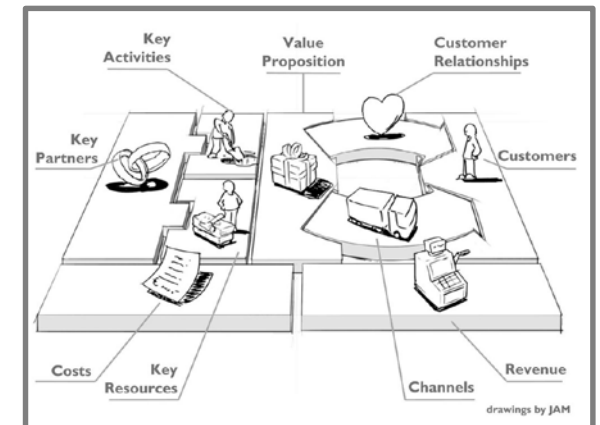 Key
Activities
Value
Proposition
Customer
Relationships
Key
Partners
Customers
Costs
Key
Resources
Channels
Revenue
drawings by JAM